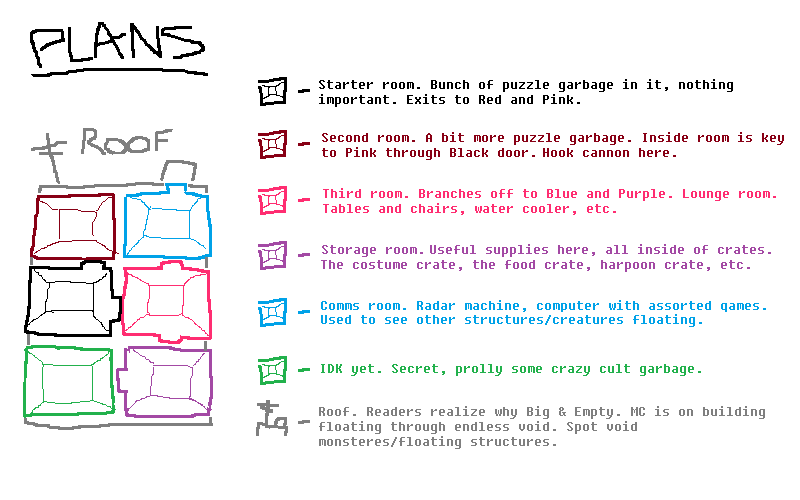 PLANS
Starter room. Bunch of puzzle garbage in it, nothing
important. Exits to Red and Pink.
Roof
Second room. A bit more puzzle garbage. Inside room is key
to Pink through Black door. Hook cannon here.
Third room. Branches off to Blue and Purple. Lounge room.
Tables and chairs, water cooler, etc.
Storage room. Useful supplies here, all inside of crates.
The costume crate, the food crate, harpoon crate, etc.
Comms room. Radar machine, computer with assorted games.
Used to see other structures/creatures floating.
IDK yet. Secret, prolly some crazy cult garbage.
Roof. Readers realize why Big & Empty. MC is on building
floating through endless void. Spot void
monsteres/floating structures.